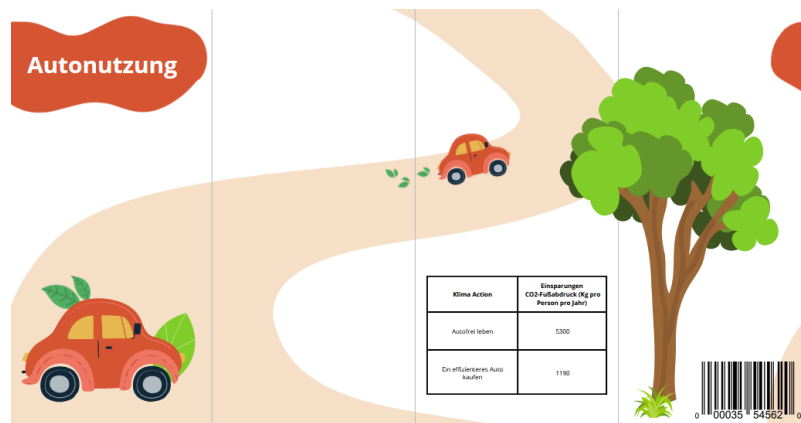 Autonutzung
Klima Action
Einsparungen
CO2-Fußabdruck (Kg pro
Person pro Jahr)
Autofrei leben
5300
Ein effizienteres Auto
kaufen
1190
0 00035 54562 0